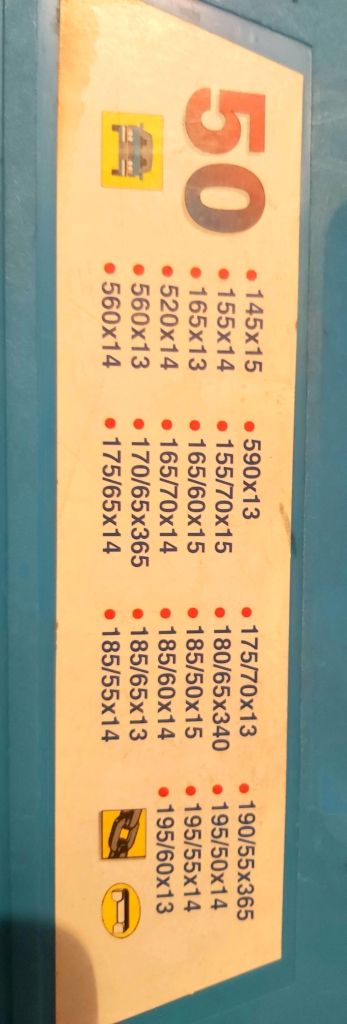 50
• 145x15
• 155x14
• 165x13
• 520x14
• 560x13
• 560x14
• 590x13
• 155/70x15
• 165/60x15
• 165/70x14
• 170/65x365
• 175/65x14
• 175/70x13
• 180/65x340
• 185/50x15
• 185/60x14
• 185/65x13
• 185/55x14
• 190/55x365
• 195/50x14
• 195/55x14
• 195/60x13